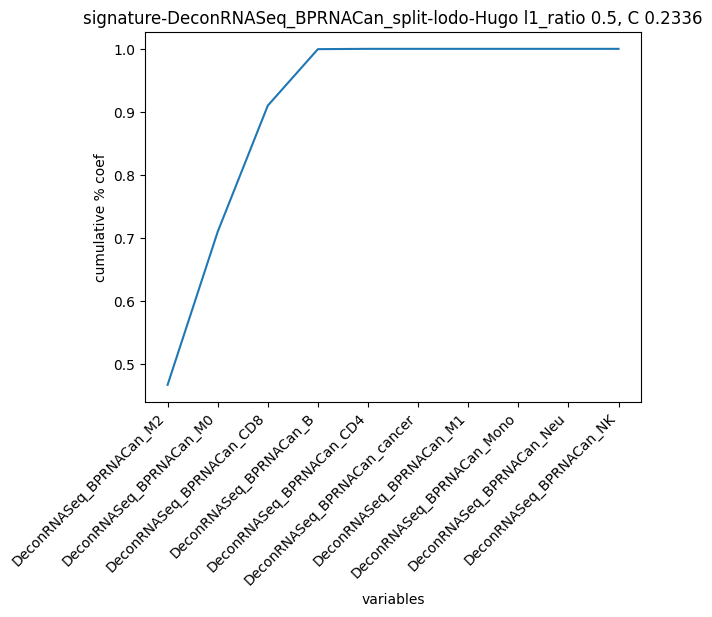 signature-DeconRNASeq_BPRNACan_split-lodo-Hugo l1_ratio 0.5, C 0.2336
1.0
0.9
0.8
0.7
0.6
0.5
cumulative % coef
DeconRNASeq_BPRNACan_M2
DeconRNASeq_BPRNACan_M0
DeconRNASeq_BPRNACan_CD8
DeconRNASeq_BPRNACan_B
DeconRNASeq_BPRNACan_CD4
DeconRNASeq_BPRNACan_cancer
DeconRNASeq_BPRNACan_M1
DeconRNASeq_BPRNACan_Mono
DeconRNASeq_BPRNACan_Neu
DeconRNASeq_BPRNACan_NK
variables